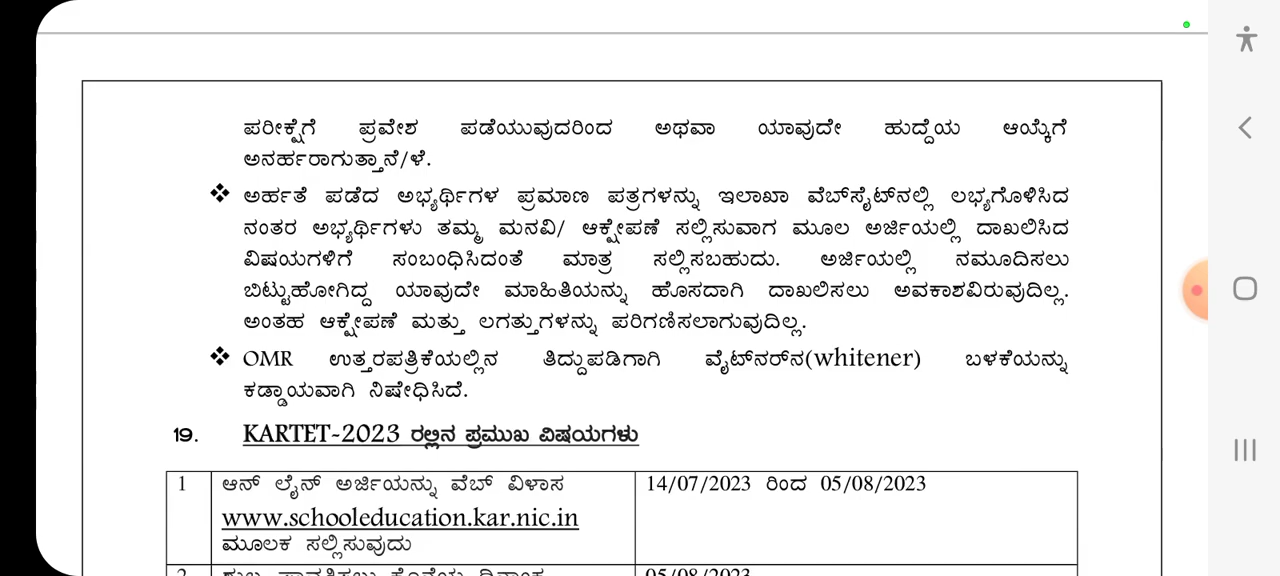 ಪರೀಕ್ಷೆಗೆ ಪ್ರವೇಶ ಪಡೆಯುವುದರಿಂದ ಅಥವಾ ಯಾವುದೇ ಹುದ್ದೆಯ ಆಯ್ಕೆಗೆ
ಅನರ್ಹರಾಗುತ್ತಾನೆ/ಳೆ.
❖ ಅರ್ಹತೆ ಪಡೆದ ಅಭ್ಯರ್ಥಿಗಳ ಪ್ರಮಾಣ ಪತ್ರಗಳನ್ನು ಇಲಾಖಾ ವೆಬ್‌ಸೈಟ್‌ನಲ್ಲಿ ಲಭ್ಯಗೊಳಿಸಿದ
ನಂತರ ಅಭ್ಯರ್ಥಿಗಳು ತಮ್ಮ ಮನವಿ/ ಆಕ್ಷೇಪಣೆ ಸಲ್ಲಿಸುವಾಗ ಮೂಲ ಅರ್ಜಿಯಲ್ಲಿ ದಾಖಲಿಸಿದ
ವಿಷಯಗಳಿಗೆ ಸಂಬಂಧಿಸಿದಂತೆ ಮಾತ್ರ ಸಲ್ಲಿಸಬಹುದು. ಅರ್ಜಿಯಲ್ಲಿ ನಮೂದಿಸಲು
ಬಿಟ್ಟುಹೋಗಿದ್ದ ಯಾವುದೇ ಮಾಹಿತಿಯನ್ನು ಹೊಸದಾಗಿ ದಾಖಲಿಸಲು ಅವಕಾಶವಿರುವುದಿಲ್ಲ.
ಅಂತಹ ಆಕ್ಷೇಪಣೆ ಮತ್ತು ಲಗತ್ತುಗಳನ್ನು ಪರಿಗಣಿಸಲಾಗುವುದಿಲ್ಲ.
❖ OMR ಉತ್ತರಪತ್ರಿಕೆಯಲ್ಲಿನ ತಿದ್ದುಪಡಿಗಾಗಿ ವೈಟ್‌ನರ್‌ನ(whitener) ಬಳಕೆಯನ್ನು
ಕಡ್ಡಾಯವಾಗಿ ನಿಷೇಧಿಸಿದೆ.
19. KARTET-2023 ರಲ್ಲಿನ ಪ್ರಮುಖ ವಿಷಯಗಳು
1 ಆನ್ ಲೈನ್ ಅರ್ಜಿಯನ್ನು ವೆಬ್ ವಿಳಾಸ 14/07/2023 ರಿಂದ 05/08/2023
www.schooleducation.kar.nic.in
ಮೂಲಕ ಸಲ್ಲಿಸುವುದು
05/08/2023